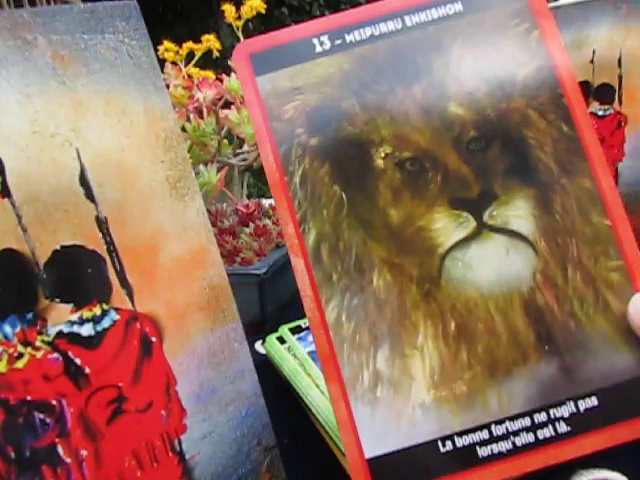 13 - MEIPURRU ENKISHON
La bonne fortune ne rugit pas
lorsqu'elle est là.